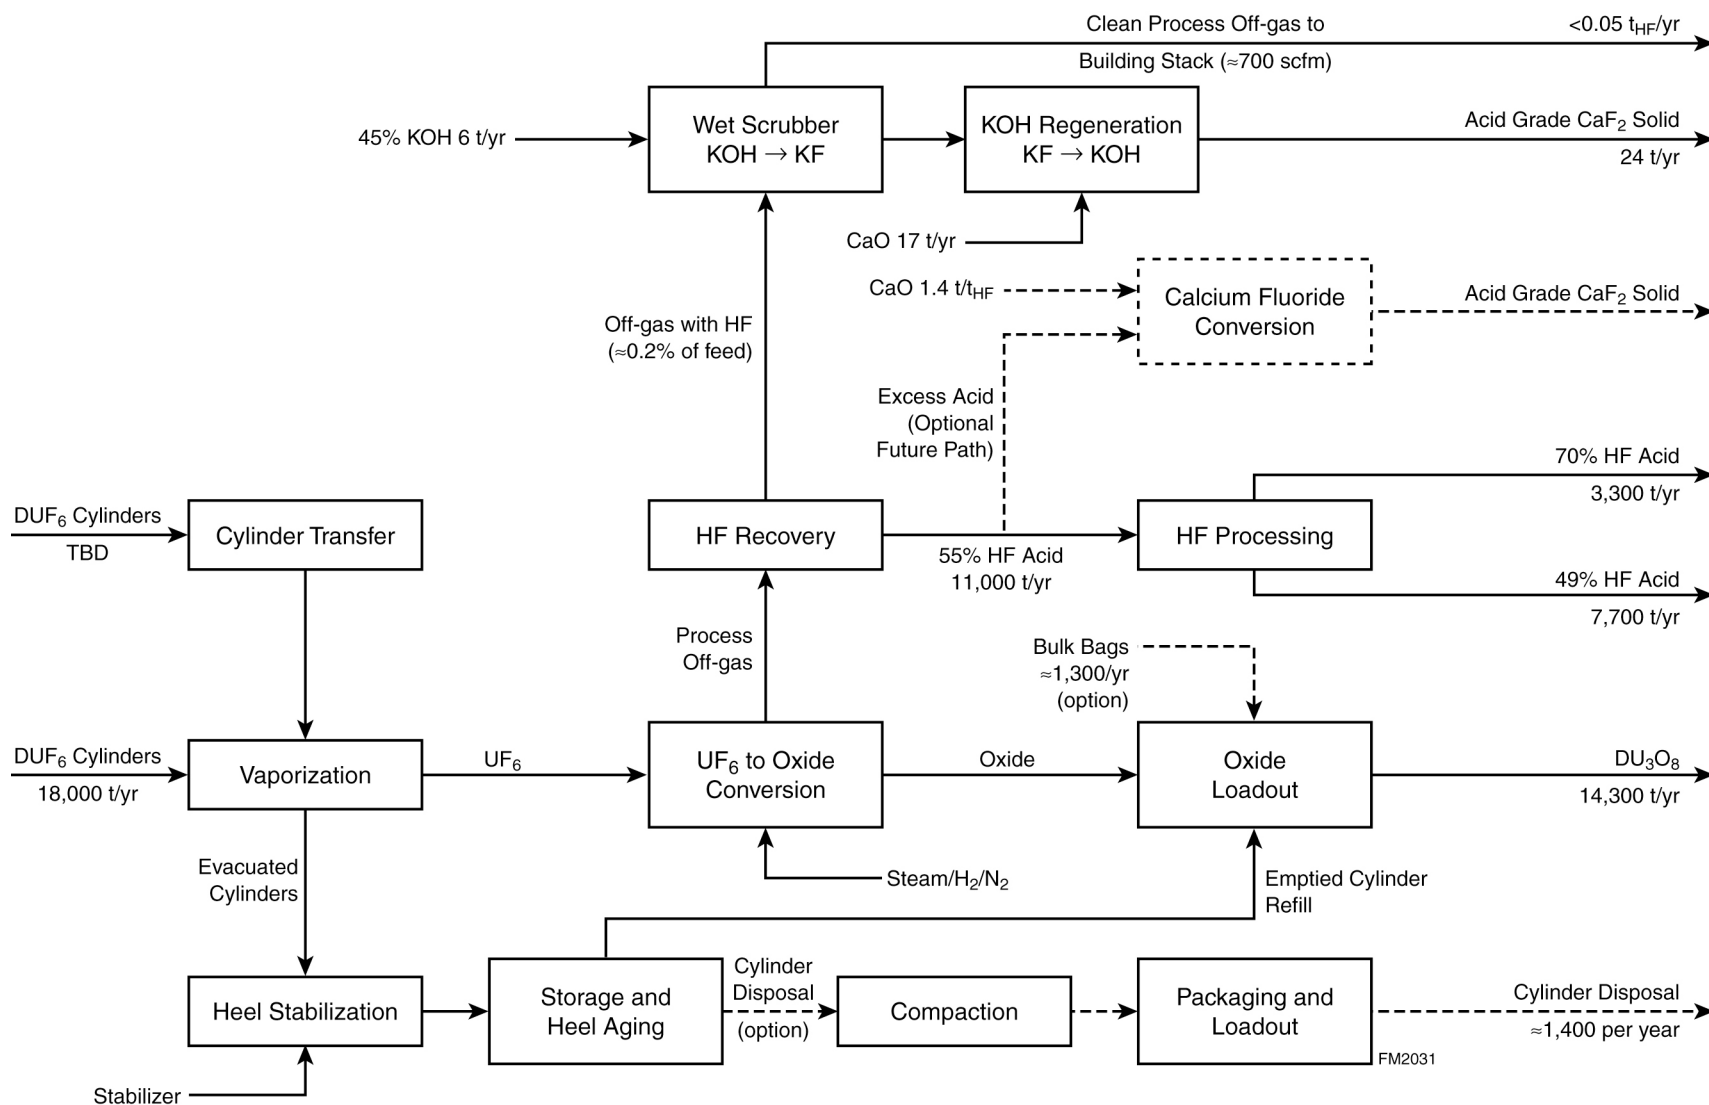 Clean Process Off-gas to
<0.05 tHF/yr
Building Stack (≈700 scfm)
45% KOH 6 t/yr
Wet Scrubber
KOH → KF
KOH Regeneration
KF → KOH
Acid Grade CaF2 Solid
24 t/yr
CaO 17 t/yr
CaO 1.4 t/tHF
Calcium Fluoride
Conversion
Acid Grade CaF2 Solid
Off-gas with HF
(≈0.2% of feed)
Excess Acid
(Optional
Future Path)
DUF6 Cylinders
TBD
Cylinder Transfer
HF Recovery
55% HF Acid
11,000 t/yr
HF Processing
70% HF Acid
3,300 t/yr
49% HF Acid
7,700 t/yr
Process
Off-gas
Bulk Bags
≈1,300/yr
(option)
DUF6 Cylinders
18,000 t/yr
Vaporization
UF6
UF6 to Oxide
Conversion
Oxide
Oxide
Loadout
DU3O8
14,300 t/yr
Evacuated
Cylinders
Steam/H2/N2
Emptied Cylinder
Refill
Heel Stabilization
Storage and
Heel Aging
Cylinder
Disposal
(option)
Compaction
Packaging and
Loadout
Cylinder Disposal
≈1,400 per year
FM2031
Stabilizer